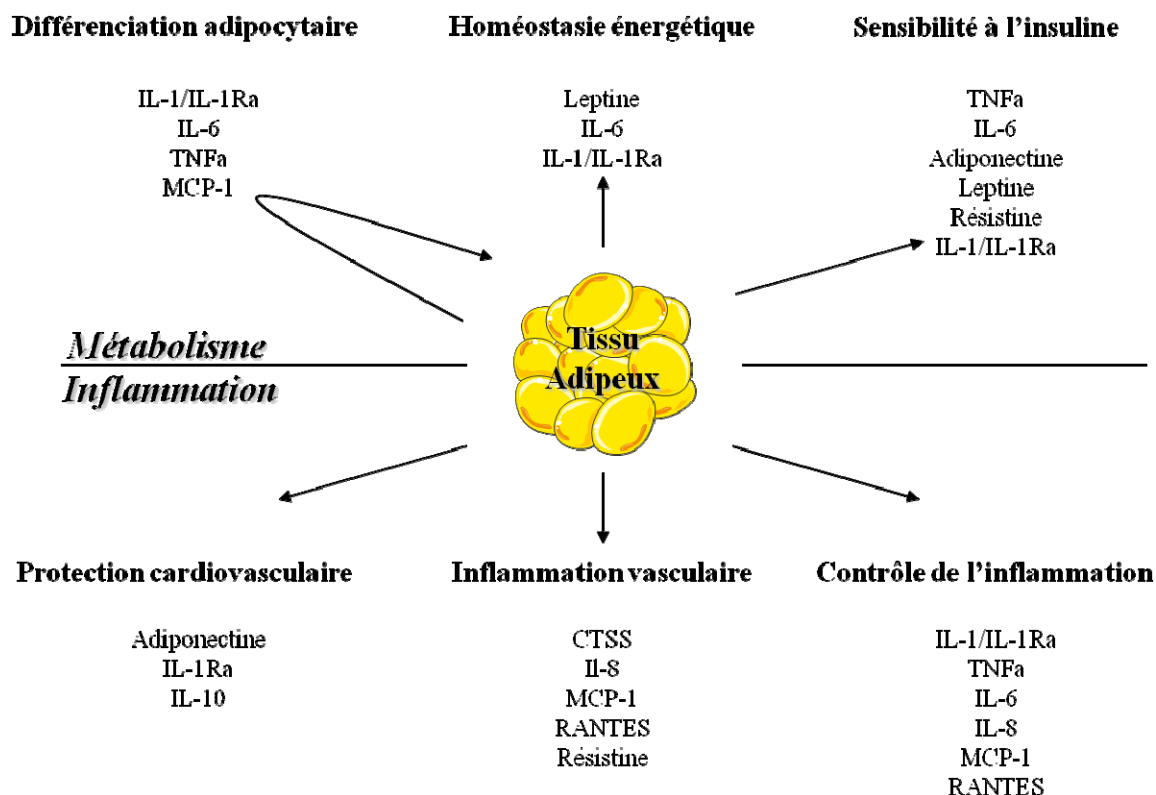 Différenciation adipocytaire
IL-1/IL-1Ra
IL-6
TNFa
MCP-1
Homéostasie énergétique
Leptine
IL-6
IL-1/IL-1Ra
Sensibilité à l'insuline
TNFa
IL-6
Adiponectine
Leptine
Résistine
IL-1/IL-1Ra
Métabolisme
Inflammation
Tissu
Adipeux
Protection cardiovasculaire
Adiponectine
IL-1Ra
IL-10
Inflammation vasculaire
CTSS
Il-8
MCP-1
RANTES
Résistine
Contrôle de l'inflammation
IL-1/IL-1Ra
TNFa
IL-6
IL-8
MCP-1
RANTES